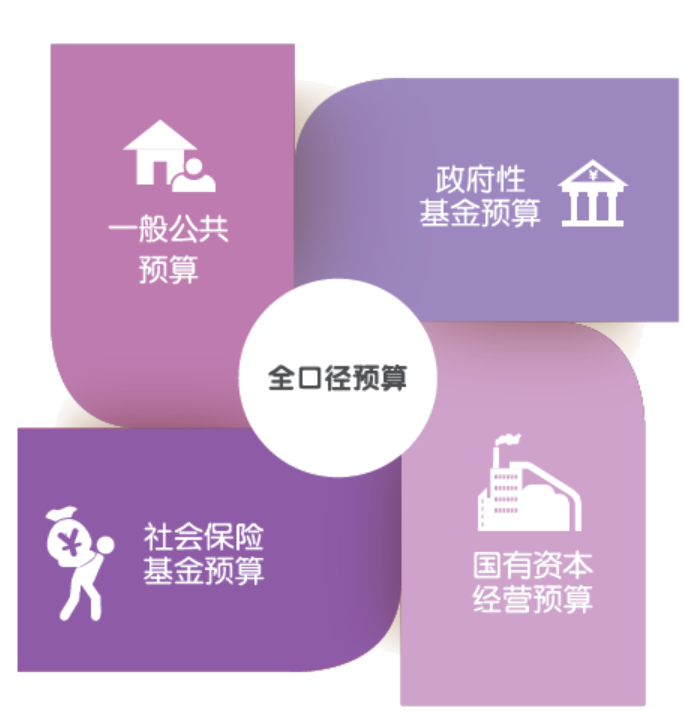 一般公共
预算
政府性
基金预算
全口径预算
社会保险
基金预算
国有资本
经营预算